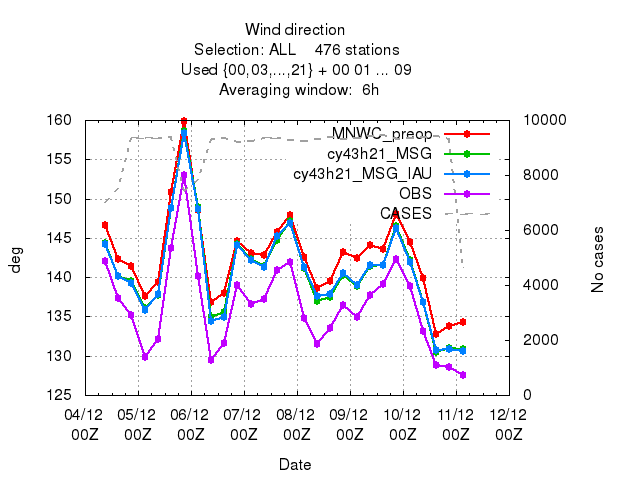 Wind direction
Selection: ALL    476 stations
Used {00,03,...,21} + 00 01 ... 09
Averaging window:  6h
160
155
150
145
140
135
130
125
deg
10000
8000
6000
4000
2000
0
No cases
MNWC_preop
cy43h21_MSG
cy43h21_MSG_IAU
OBS
CASES
04/12 05/12 06/12 07/12 08/12 09/12 10/12 11/12 12/12
00Z 00Z 00Z 00Z 00Z 00Z 00Z 00Z 00Z
Date